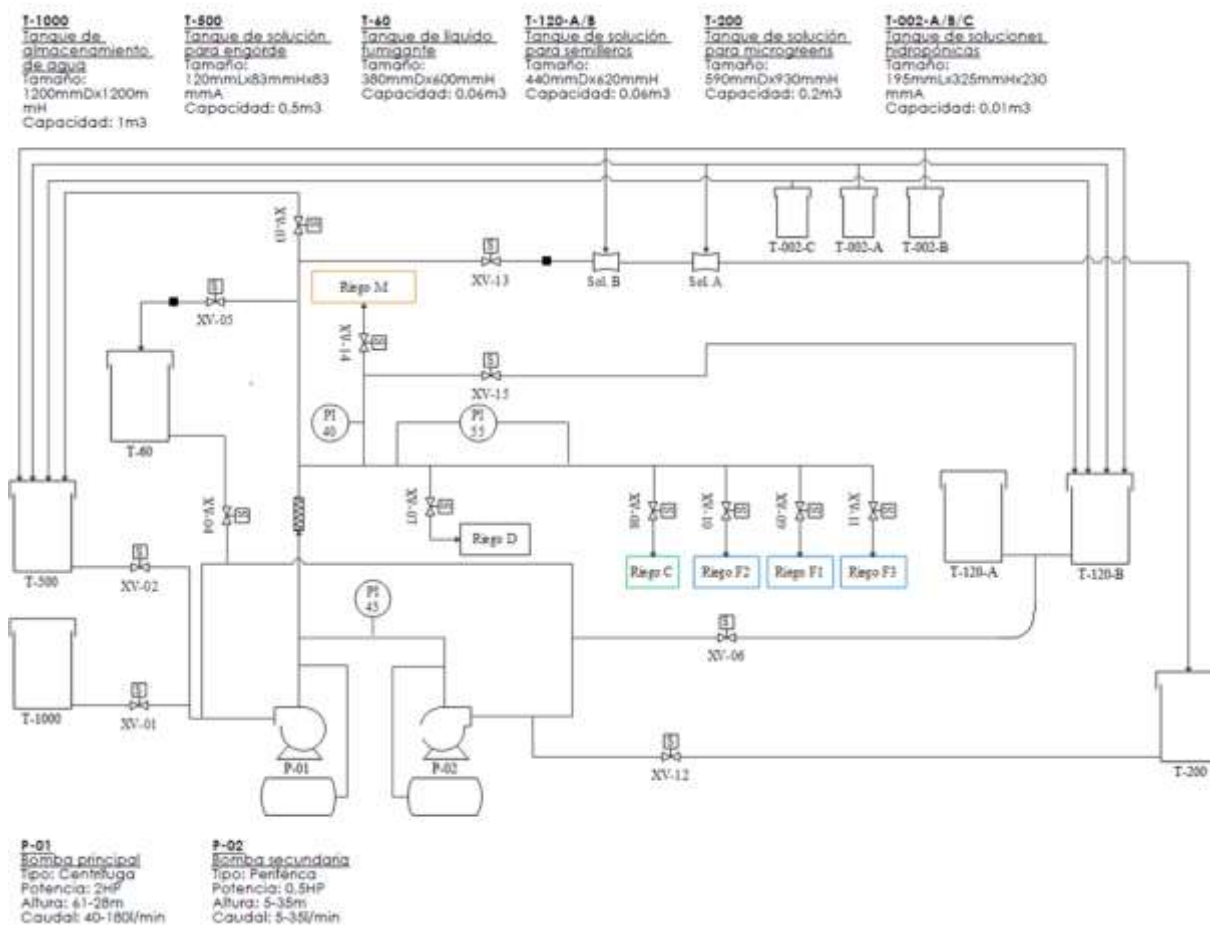 T-1000
Tanque de
almacenamiento
de agua
Tamaño:
1200mmDx1200m
mH
Capacidad: 1m3
T-500
Tanque de solución
para engorde
Tamaño:
120mmLx83mmHx83
mmA
Capacidad: 0,5m3
T-60
Tanque de líquido
fumigante
Tamaño:
380mmDx600mmH
Capacidad: 0.06m3
T-120-A/B
Tanque de solución
para semilleros
Tamaño:
440mmDx620mmH
Capacidad: 0.06m3
T-200
Tanque de solución
para microgreens
Tamaño:
590mmDx930mmH
Capacidad: 0.2m3
T-002-A/B/C
Tanque de soluciones
hidropónicas
Tamaño:
195mmLx325mmHx230
mmA
Capacidad: 0.01m3
XV-03
S
T-002-C
T-002-A
T-002-B
S
XV-13
Sol. B
Sol. A
Riego M
S
XV-05
XV-14
S
S
XV-15
PI
40
PI
55
T-60
XV-04
S
XV-07
S
Riego D
XV-08
S
XV-10
S
XV-09
S
XV-11
S
Riego C
Riego F2
Riego F1
Riego F3
T-120-A
T-120-B
T-500
S
XV-02
PI
45
S
XV-06
T-1000
S
XV-01
P-01
P-02
S
XV-12
T-200
P-01
Bomba principal
Tipo: Centrífuga
Potencia: 2HP
Altura: 61-28m
Caudal: 40-180l/min
P-02
Bomba secundaria
Tipo: Periférica
Potencia: 0,5HP
Altura: 5-35m
Caudal: 5-35l/min